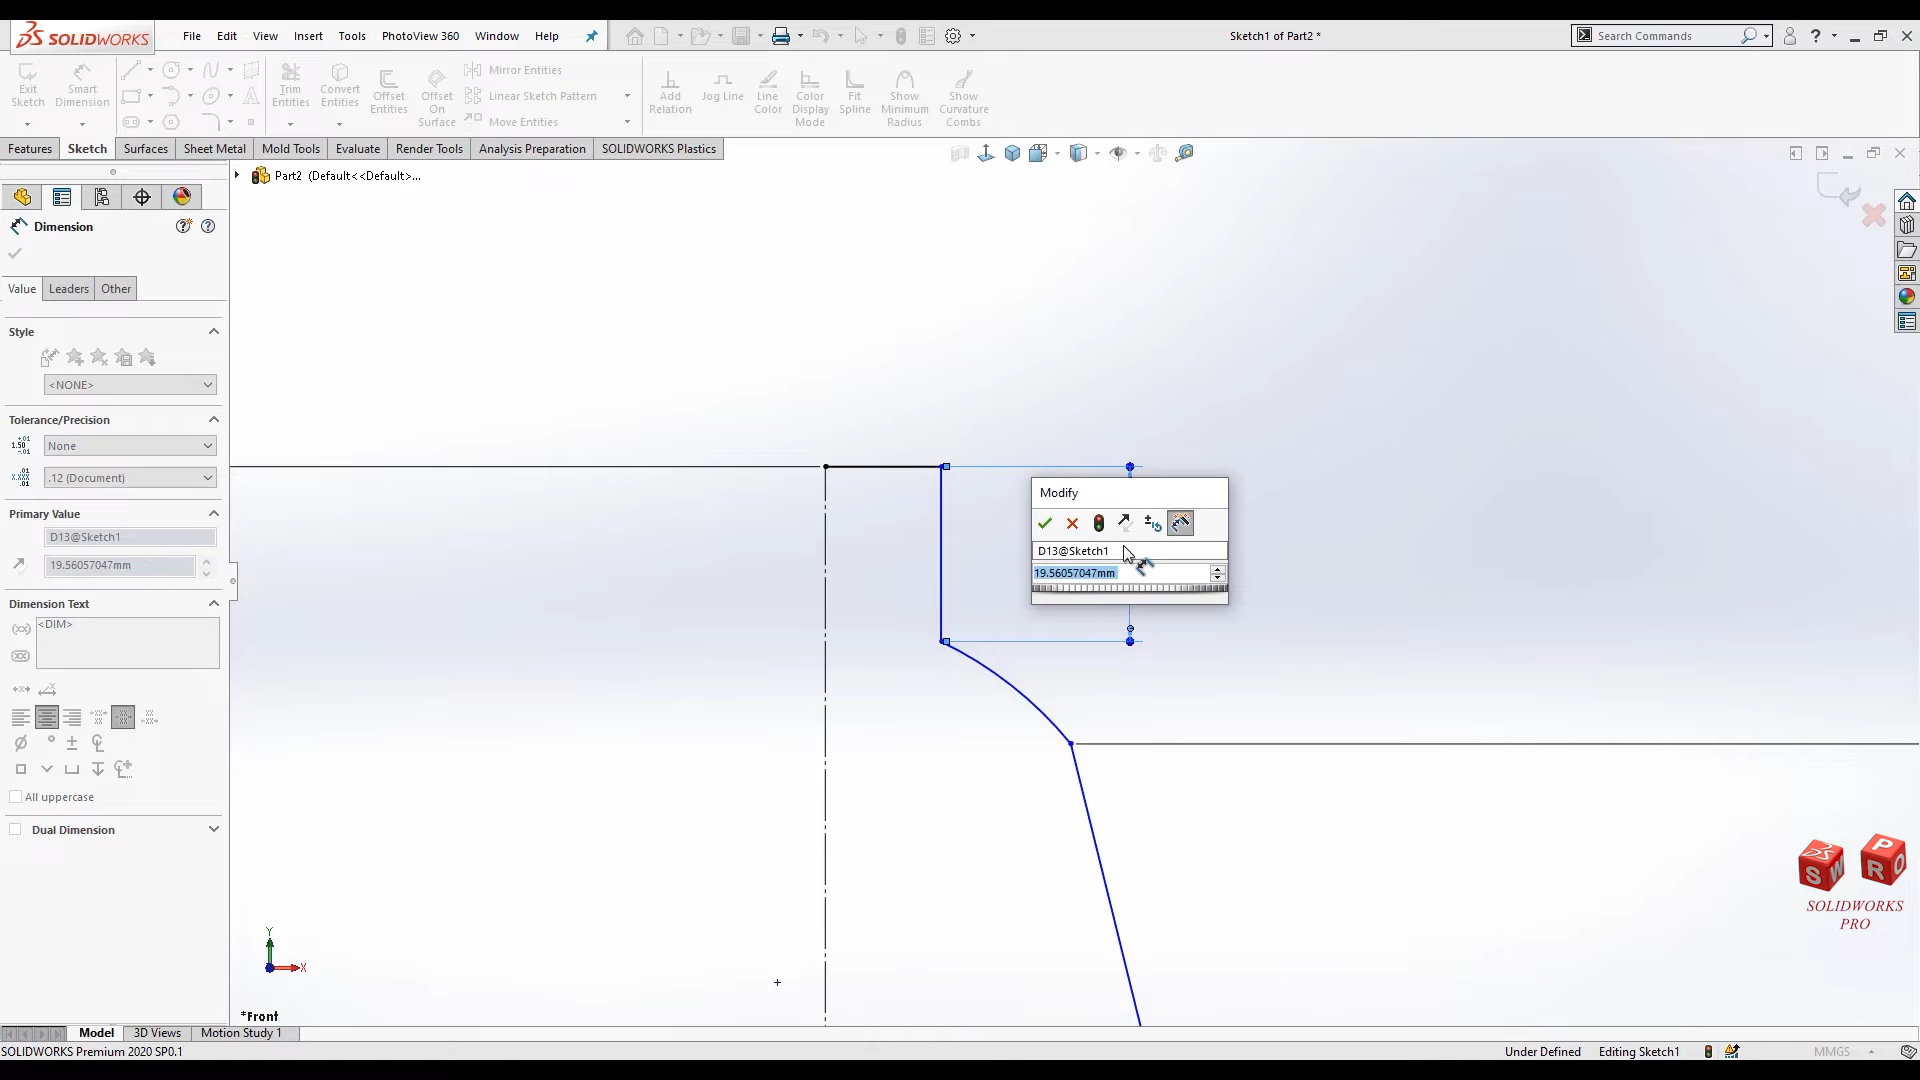 SOLIDWORKS
File Edit View Insert Tools PhotoView 360 Window Help
Sketch1 of Part2 *
Search Commands
?
Exit Sketch
Smart Dimension
Trim Entities
Convert Entities
Offset Entities
Offset On Surface
Mirror Entities
Linear Sketch Pattern
Move Entities
Add Relation
Jog Line
Line Color
Color Display Mode
Fit Spline
Show Minimum Radius
Show Curvature Combs
Features Sketch Surfaces Sheet Metal Mold Tools Evaluate Render Tools Analysis Preparation SOLIDWORKS Plastics
Part2 (Default<<Default>...
Dimension
Value Leaders Other
Style
<NONE>
Tolerance/Precision
None
.12 (Document)
Primary Value
D13@Sketch1
19.56057047mm
Dimension Text
<DIM>
All uppercase
Dual Dimension
Modify
D13@Sketch1
19.56057047mm
Y
X
*Front
S W P R O
SOLIDWORKS
PRO
Model 3D Views Motion Study 1
SOLIDWORKS Premium 2020 SP0.1
Under Defined Editing Sketch1 MMGS